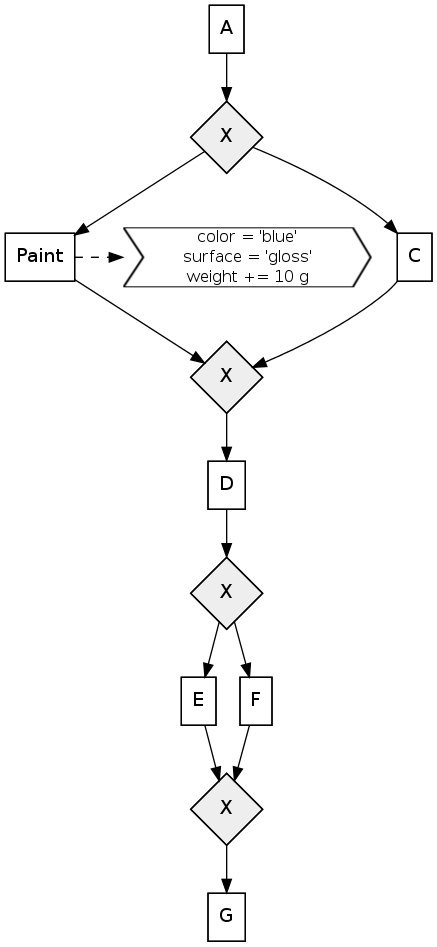 A
X
Paint
color = 'blue'
surface = 'gloss'
weight += 10 g
C
X
D
X
E
F
X
G